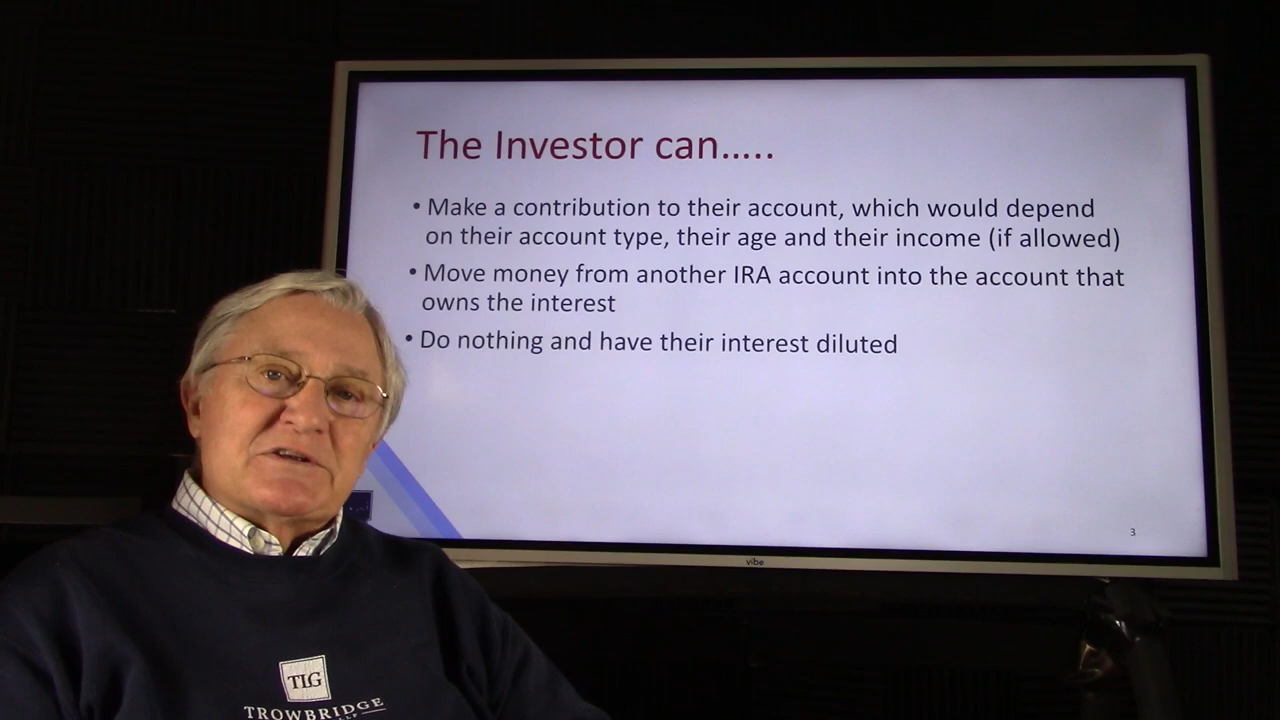 The Investor can.....
• Make a contribution to their account, which would depend
on their account type, their age and their income (if allowed)
• Move money from another IRA account into the account that
owns the interest
• Do nothing and have their interest diluted
3
vibe
TLG
TROWBRIDGE
LLP